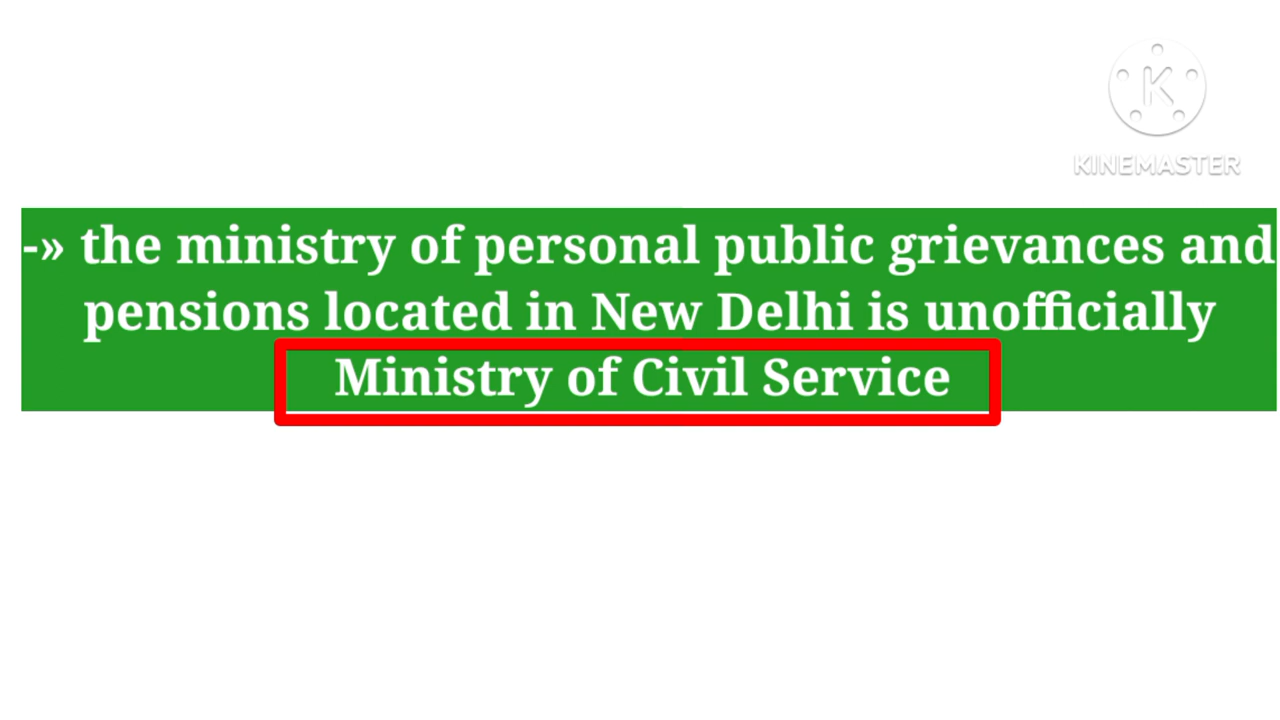 KINEMASTER
-» the ministry of personal public grievances and
pensions located in New Delhi is unofficially
Ministry of Civil Service